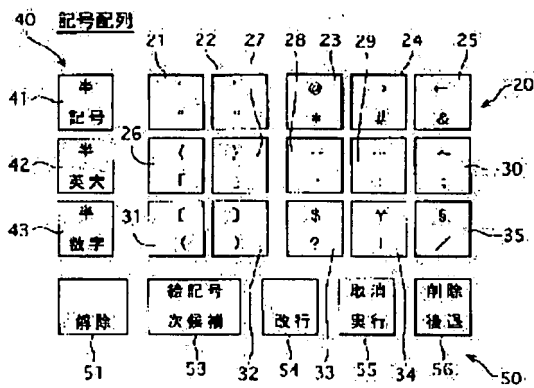 40 記号配列 21 22 27 28 23 29 24 25
41 半 ' ' @ 20
記号 " " * # &
42 半 26 { } ~ 30
英大 「 ;
43 半 31 [ ] $ ¥ § 35
数字 ( ) ? | /
絵記号 取消 削除
解除 次候補 改行 実行 後退
51 53 32 54 33 55 34 56 50